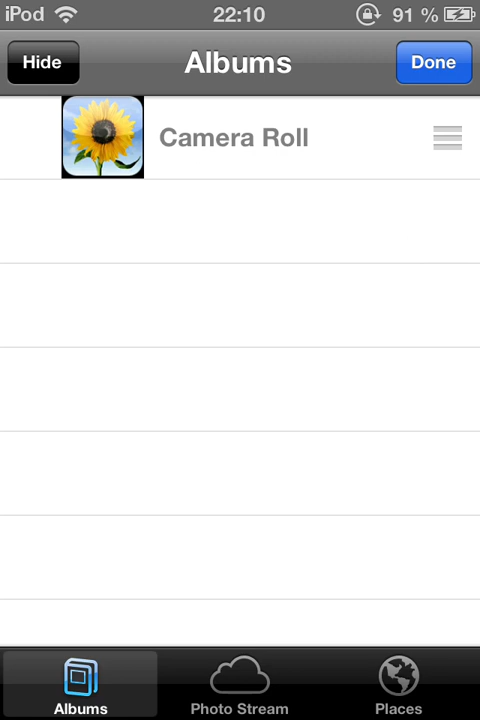 iPod 22:10 91 %
Hide Albums Done
Camera Roll
Albums Photo Stream Places